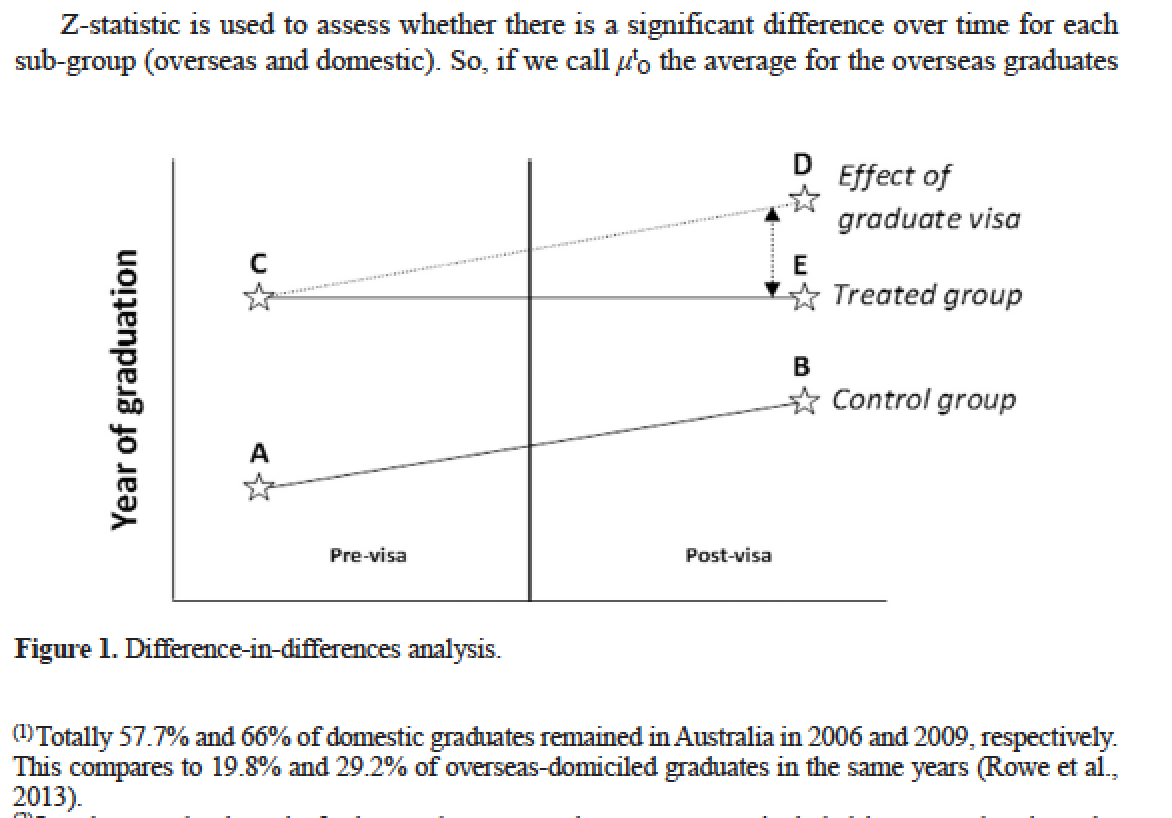 Z-statistic is used to assess whether there is a significant difference over time for each
sub-group (overseas and domestic). So, if we call μᵗ₀ the average for the overseas graduates
D
Effect of
graduate visa
C
E
Treated group
B
Control group
A
Year of graduation
Pre-visa
Post-visa
Figure 1. Difference-in-differences analysis.
(1)Totally 57.7% and 66% of domestic graduates remained in Australia in 2006 and 2009, respectively.
This compares to 19.8% and 29.2% of overseas-domiciled graduates in the same years (Rowe et al.,
2013).